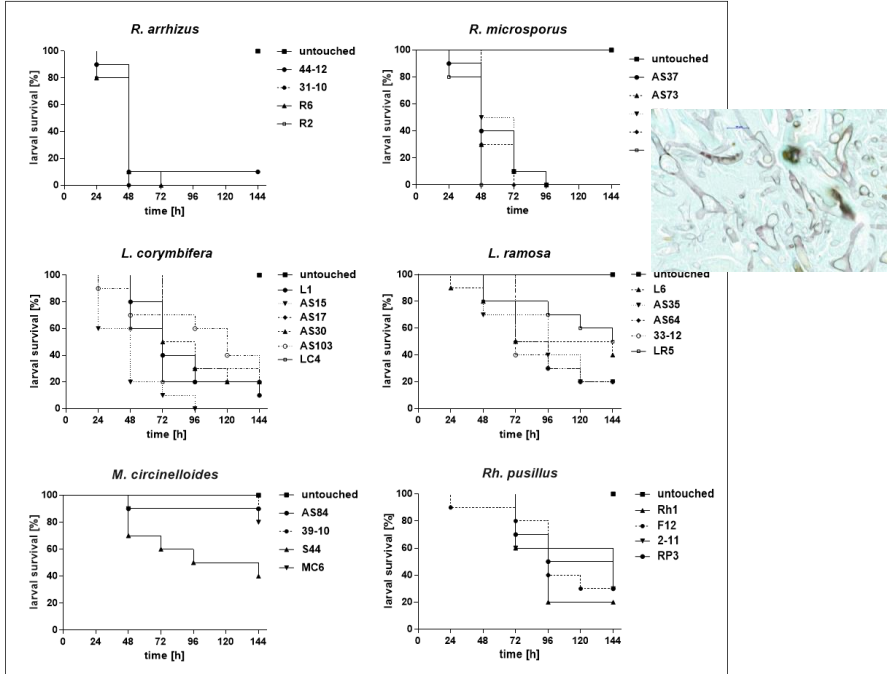 R. arrhizus
larval survival [%]
100
80
60
40
20
0
0 24 48 72 96 120 144
time [h]
untouched
44-12
31-10
R6
R2
R. microsporus
larval survival [%]
100
80
60
40
20
0
0 24 48 72 96 120 144
time [h]
untouched
AS37
AS73
L. corymbifera
larval survival [%]
100
80
60
40
20
0
0 24 48 72 96 120 144
time [h]
untouched
L1
AS15
AS17
AS30
AS103
LC4
L. ramosa
larval survival [%]
100
80
60
40
20
0
0 24 48 72 96 120 144
time [h]
untouched
L6
AS35
AS64
33-12
LR5
M. circinelloides
larval survival [%]
100
80
60
40
20
0
0 24 48 72 96 120 144
time [h]
untouched
AS84
39-10
S44
MC6
Rh. pusillus
larval survival [%]
100
80
60
40
20
0
0 24 48 72 96 120 144
time [h]
untouched
Rh1
F12
2-11
RP3